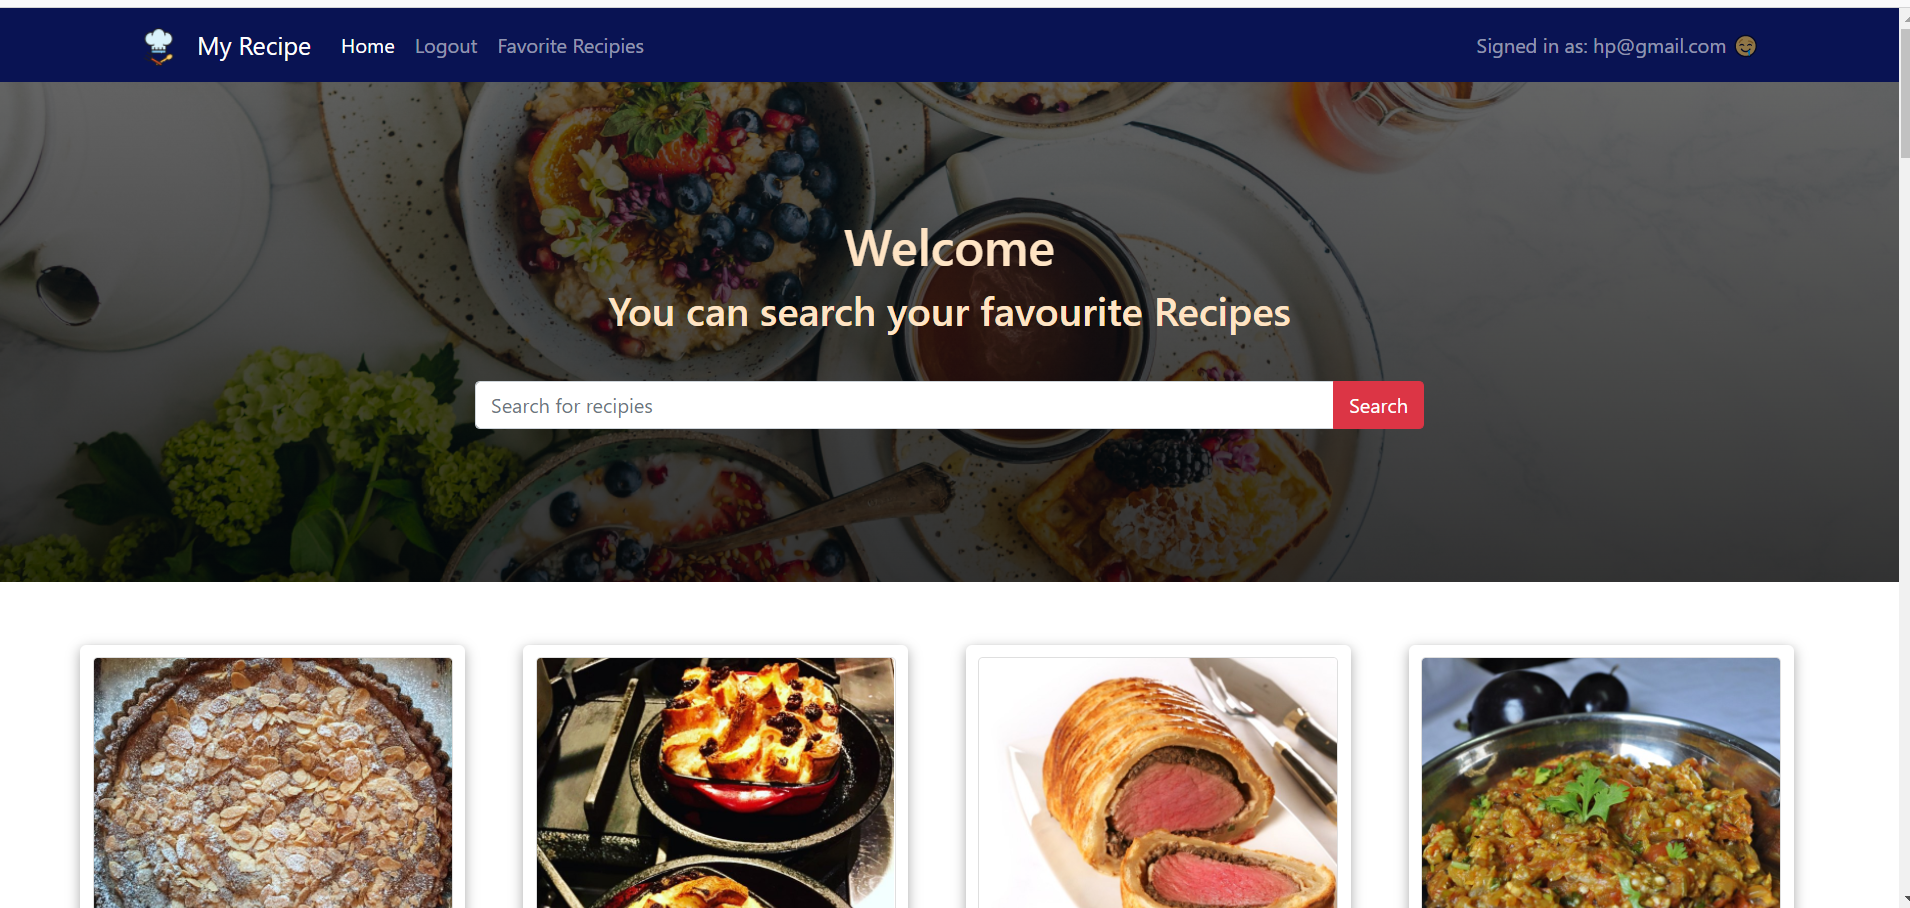 My Recipe
Home
Logout
Favorite Recipies
Signed in as: hp@gmail.com 😊
Welcome
You can search your favourite Recipes
Search for recipies
Search